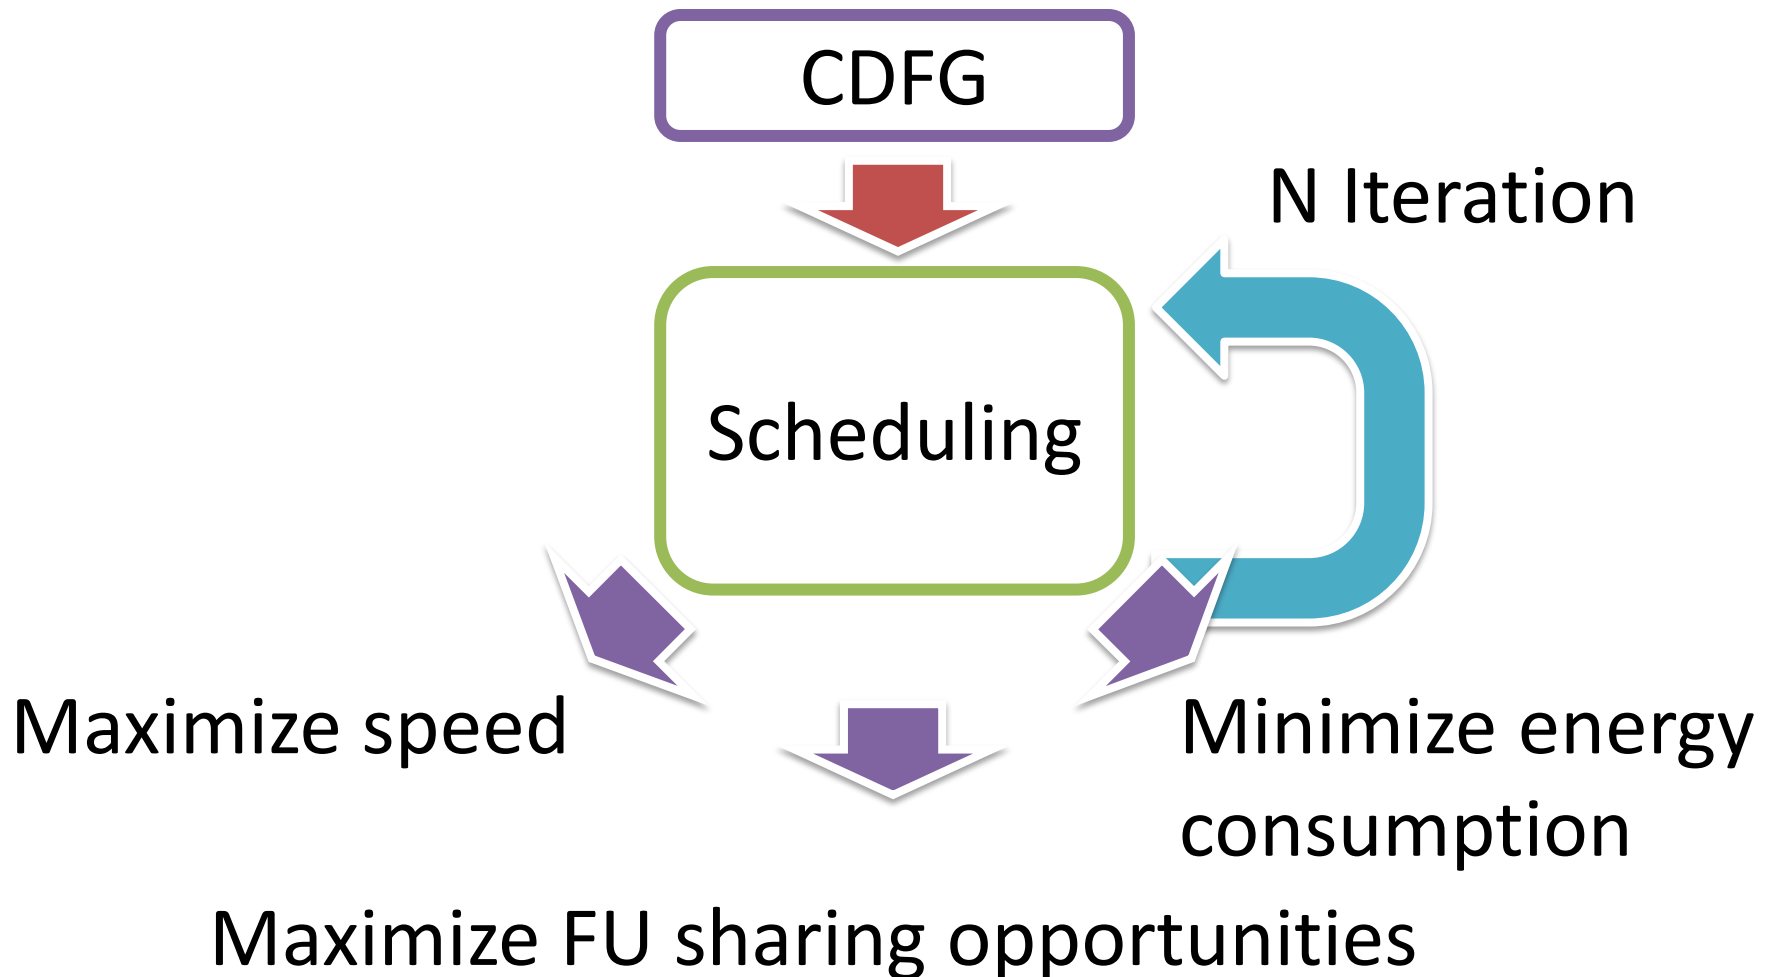 CDFG
N Iteration
Scheduling
Maximize speed
Minimize energy
consumption
Maximize FU sharing opportunities